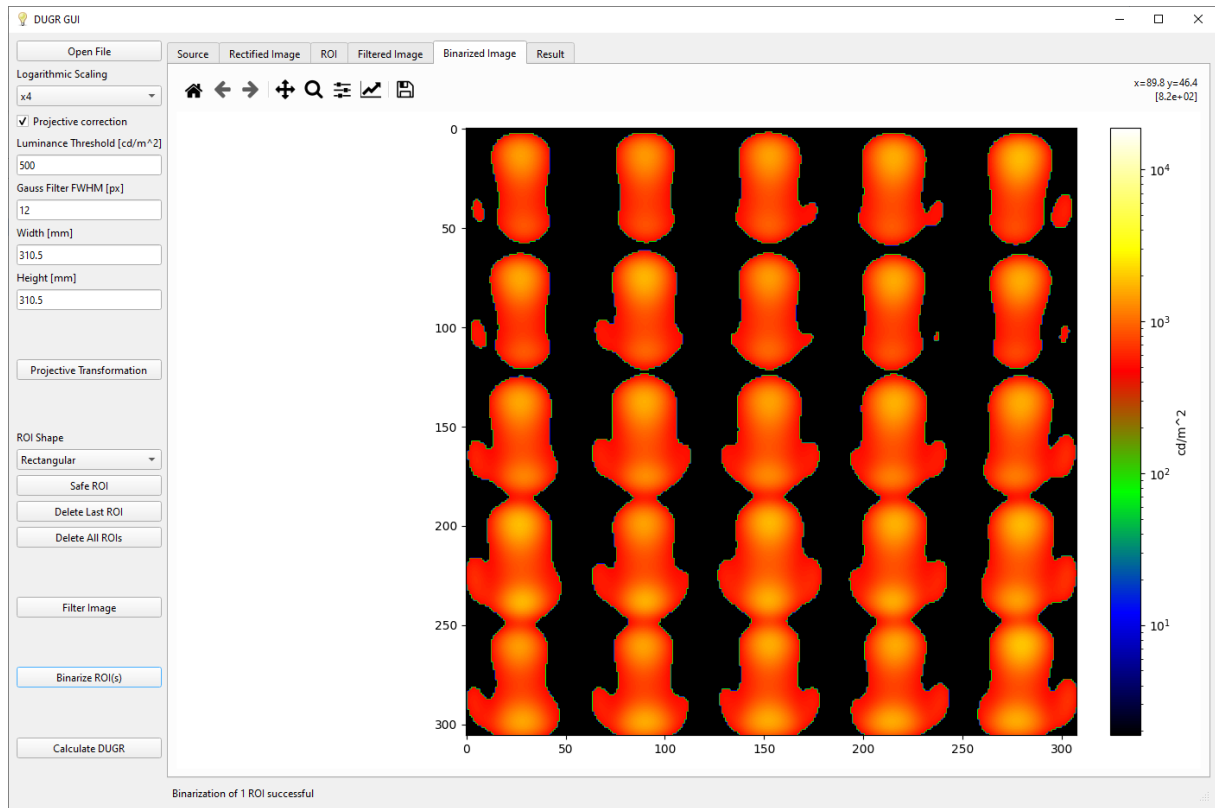 DUGR GUI
Open File
Logarithmic Scaling
x4
Projective correction
Luminance Threshold [cd/m^2]
500
Gauss Filter FWHM [px]
12
Width [mm]
310.5
Height [mm]
310.5
Projective Transformation
ROI Shape
Rectangular
Safe ROI
Delete Last ROI
Delete All ROIs
Filter Image
Binarize ROI(s)
Calculate DUGR
Source Rectified Image ROI Filtered Image Binarized Image Result
x=89.8 y=46.4
[8.2e+02]
0
50
100
150
200
250
300
0 50 100 150 200 250 300
10^4
10^3
10^2
10^1
cd/m^2
Binarization of 1 ROI successful